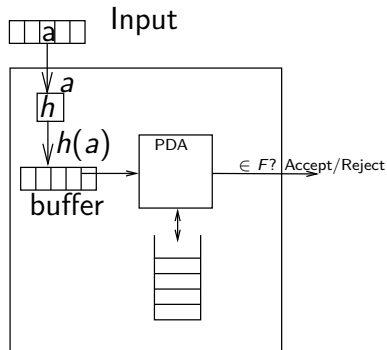 Input
a
a
h
h(a)
PDA
∈ F? Accept/Reject
buffer